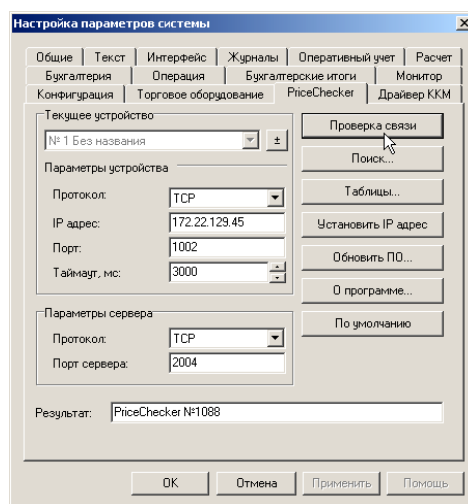 Настройка параметров системы
Общие Текст Интерфейс Журналы Оперативный учет Расчет
Бухгалтерия Операция Бухгалтерские итоги Монитор
Конфигурация Торговое оборудование PriceChecker Драйвер ККМ
Текущее устройство
№ 1 Без названия ±
Проверка связи
Параметры устройства
Поиск...
Протокол: TCP
Таблицы...
IP адрес: 172.22.129.45
Установить IP адрес
Порт: 1002
Обновить ПО...
Таймаут, мс: 3000
О программе...
Параметры сервера
По умолчанию
Протокол: TCP
Порт сервера: 2004
Результат: PriceChecker №1088
OK Отмена Применить Помощь